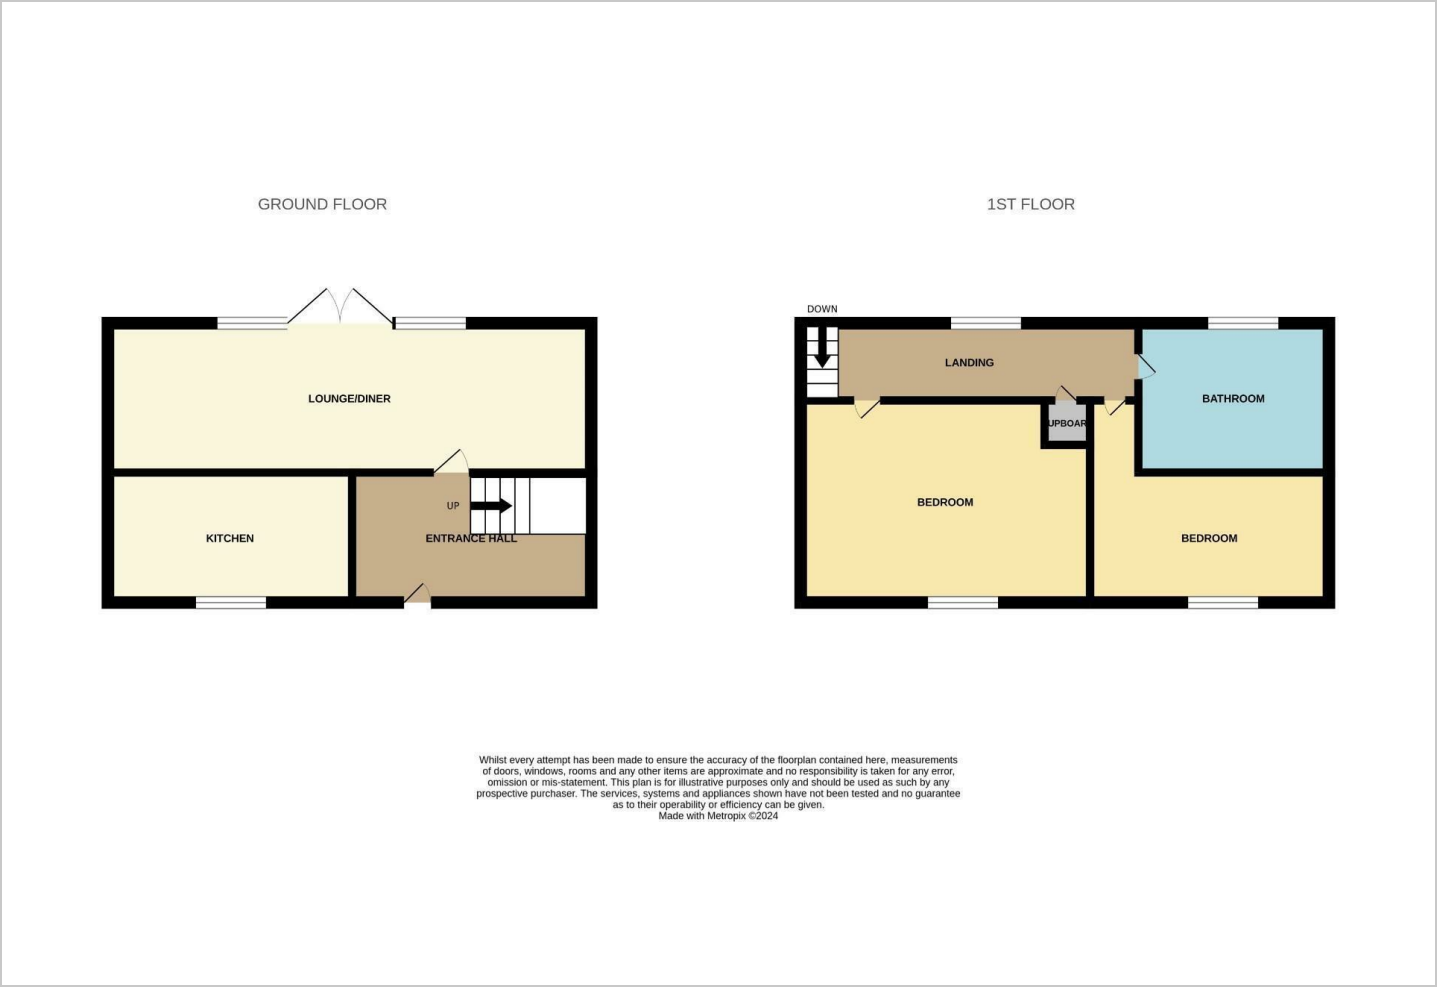 GROUND FLOOR
1ST FLOOR
DOWN
LANDING
LOUNGE/DINER
BATHROOM
UPBOAR
UP
BEDROOM
KITCHEN
ENTRANCE HALL
BEDROOM
Whilst every attempt has been made to ensure the accuracy of the floorplan contained here, measurements
of doors, windows, rooms and any other items are approximate and no responsibility is taken for any error,
omission or mis-statement. This plan is for illustrative purposes only and should be used as such by any
prospective purchaser. The services, systems and appliances shown have not been tested and no guarantee
as to their operability or efficiency can be given.
Made with Metropix ©2024